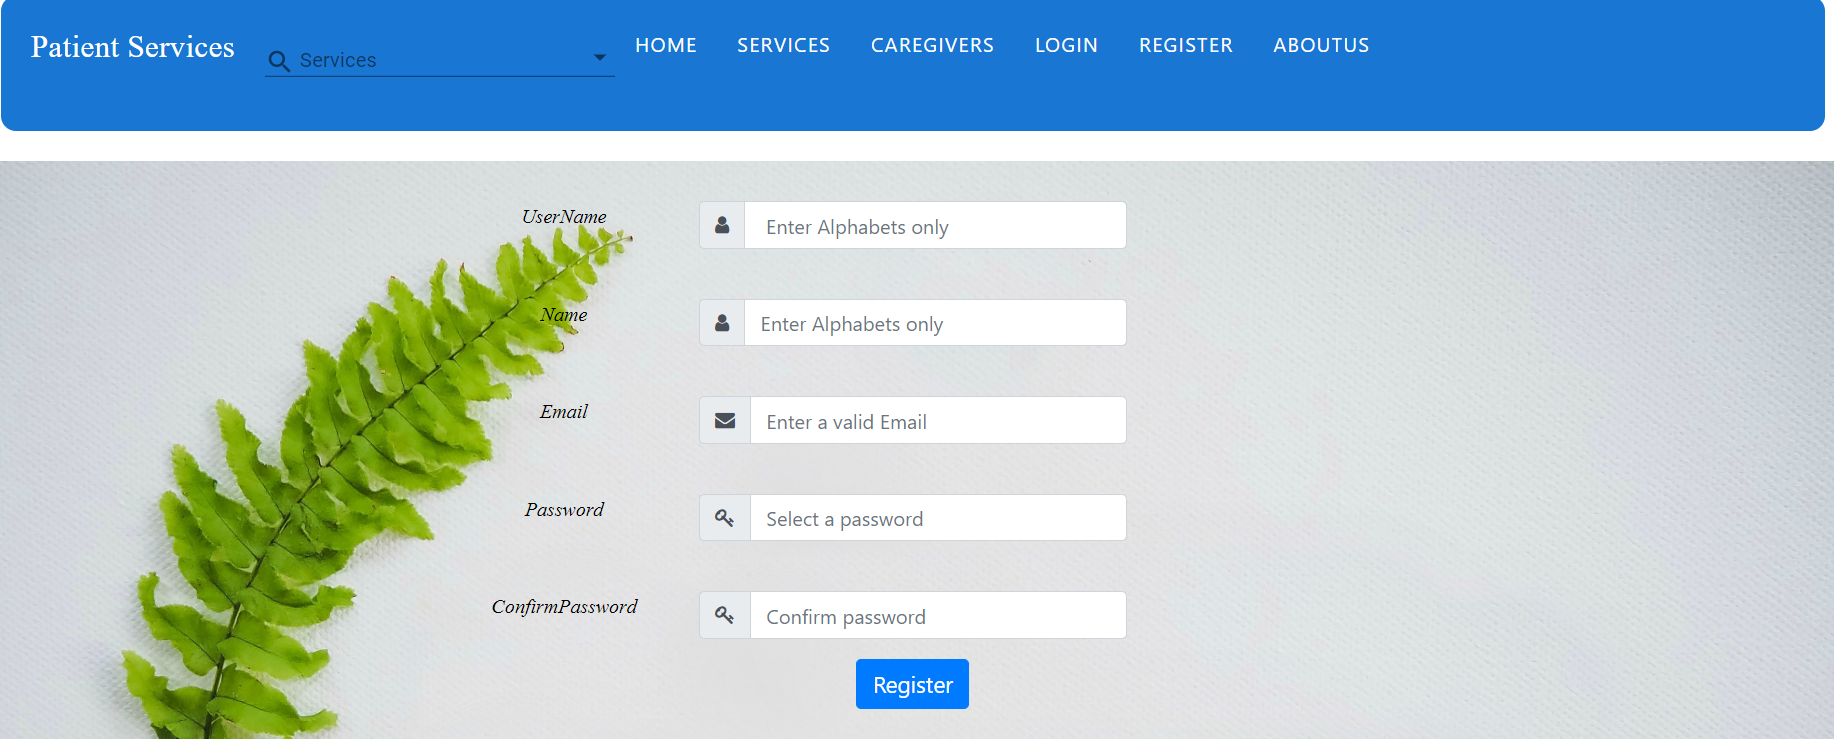 Patient Services
Services
HOME SERVICES CAREGIVERS LOGIN REGISTER ABOUTUS
UserName Enter Alphabets only
Name Enter Alphabets only
Email Enter a valid Email
Password Select a password
ConfirmPassword Confirm password
Register